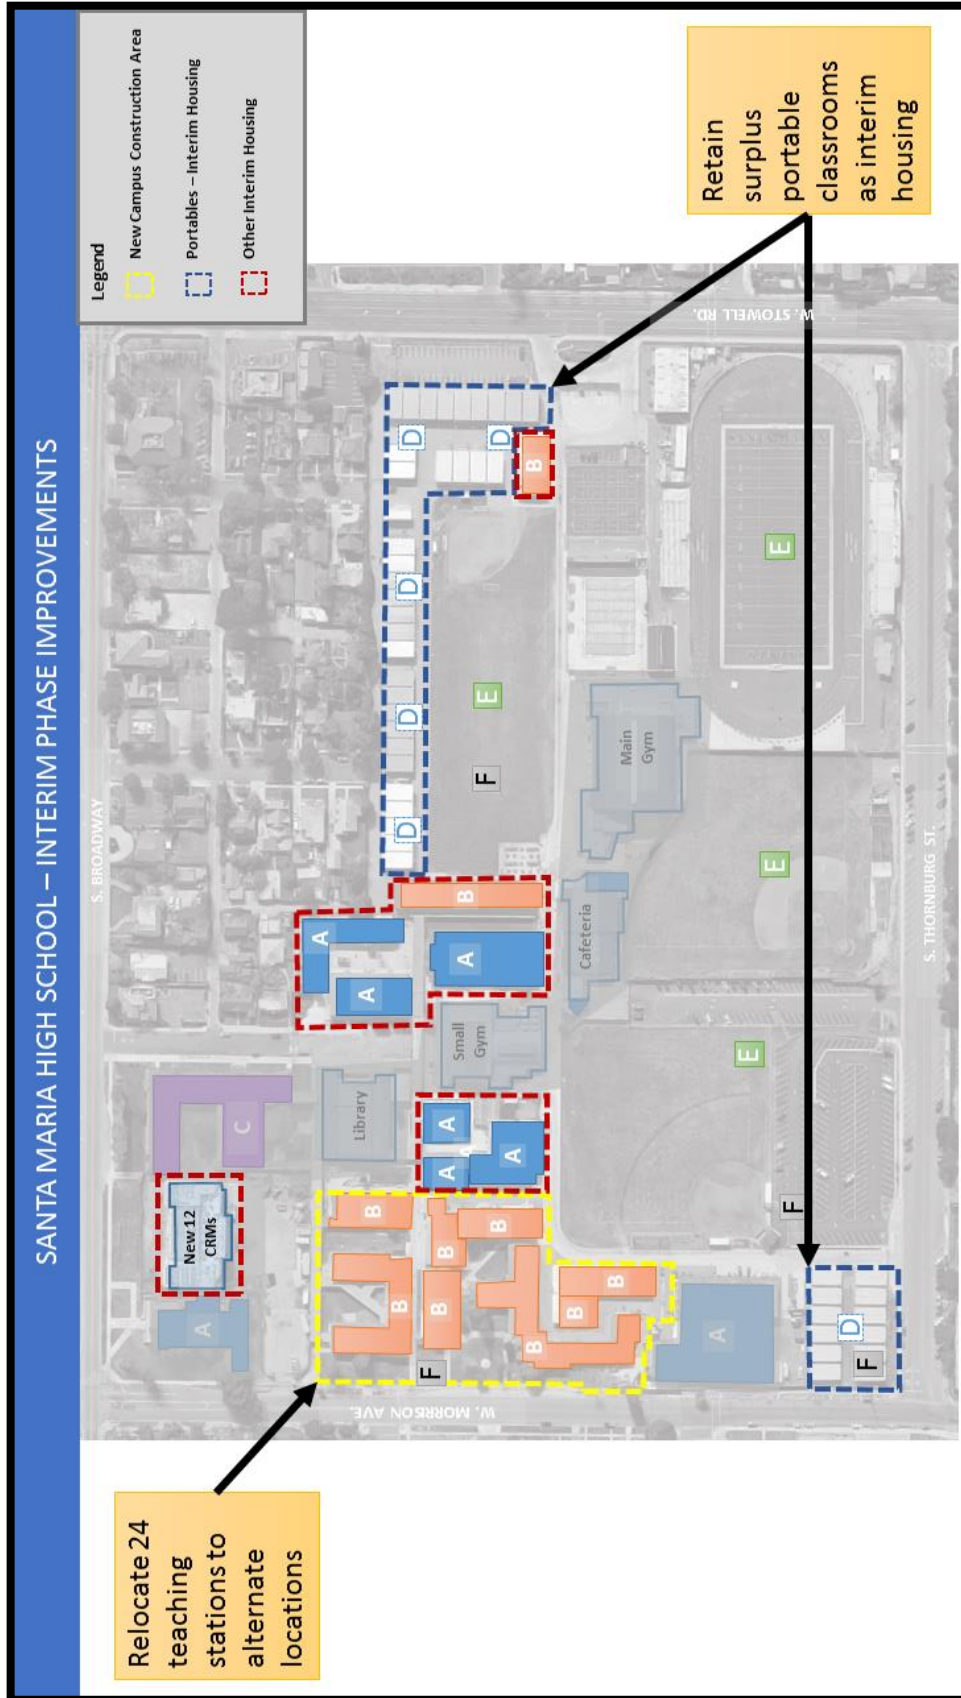 SANTA MARIA HIGH SCHOOL – INTERIM PHASE IMPROVEMENTS
Legend
New Campus Construction Area
Portables – Interim Housing
Other Interim Housing
Relocate 24
teaching
stations to
alternate
locations
Retain
surplus
portable
classrooms
as interim
housing
S. BROADWAY
W. STOWELL RD.
W. MORRISON AVE.
S. THORNBURG ST.
A
New 12
CRMs
C
Library
A
A
A
B
D
D
D
D
D
B
A
A
A
Small
Gym
Cafeteria
Main
Gym
B
B
B
B
B
B
B
B
F
F
E
E
E
E
A
D
F
F